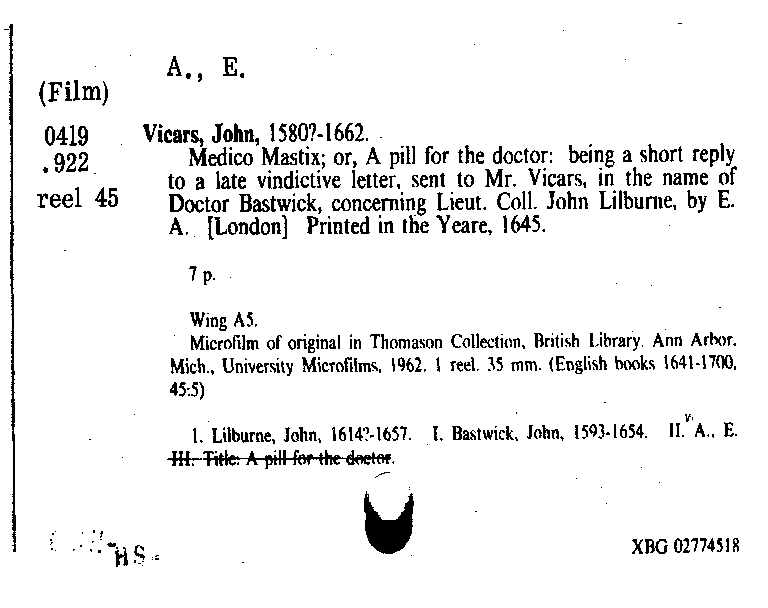 A., E.
(Film)
0419
.922
reel 45
Vicars, John, 1580?-1662.
Medico Mastix; or, A pill for the doctor: being a short reply
to a late vindictive letter, sent to Mr. Vicars, in the name of
Doctor Bastwick, concerning Lieut. Coll. John Lilburne, by E.
A. [London] Printed in the Yeare, 1645.
7 p.
Wing A5.
Microfilm of original in Thomason Collection, British Library. Ann Arbor.
Mich., University Microfilms, 1962. 1 reel. 35 mm. (English books 1641-1700,
45:5)
v.
1. Lilburne, John, 1614?-1657. I. Bastwick, John, 1593-1654. II. A., E.
III. Title: A pill for the doctor.
HS-
XBG 02774518